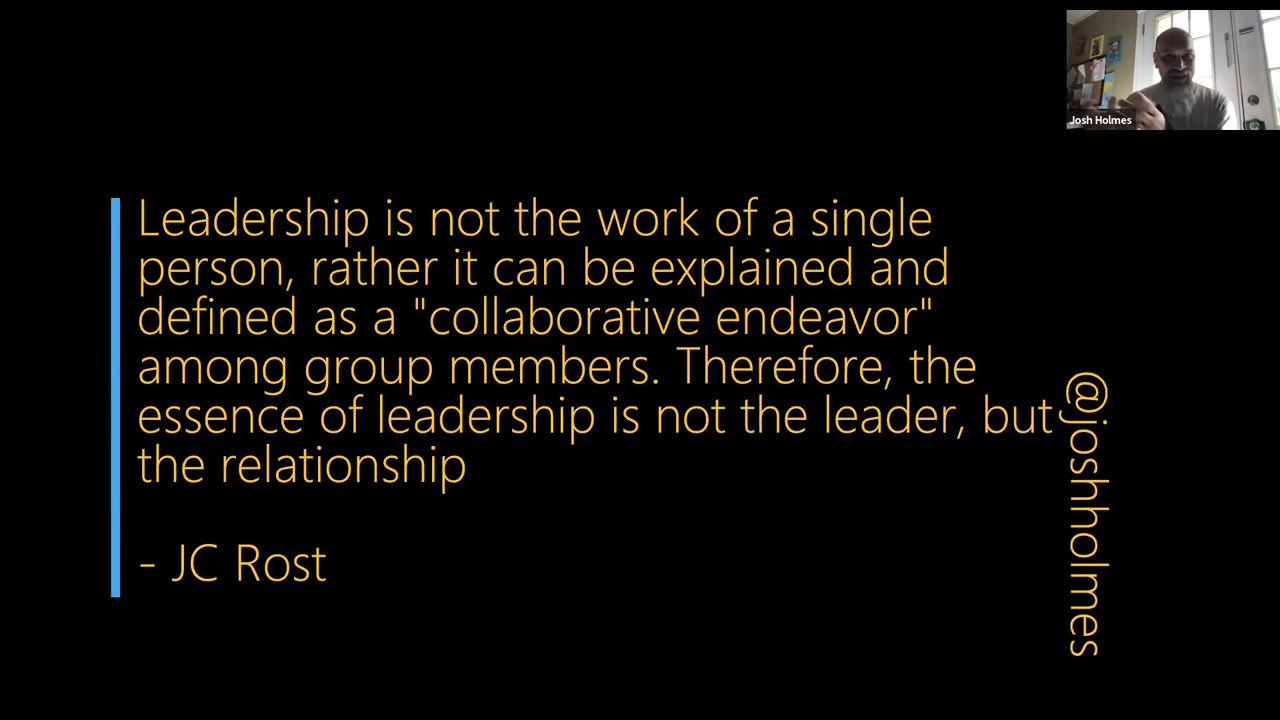 Josh Holmes
Leadership is not the work of a single
person, rather it can be explained and
defined as a "collaborative endeavor"
among group members. Therefore, the
essence of leadership is not the leader, but
the relationship
- JC Rost
@joshholmes